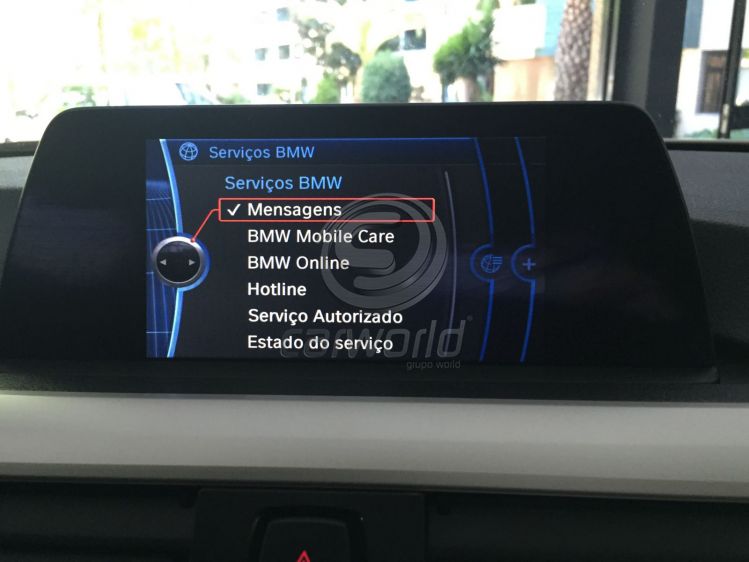 Serviços BMW
Serviços BMW
✓ Mensagens
BMW Mobile Care
BMW Online
Hotline
Serviço Autorizado
Estado do serviço
carworld®
grupo world